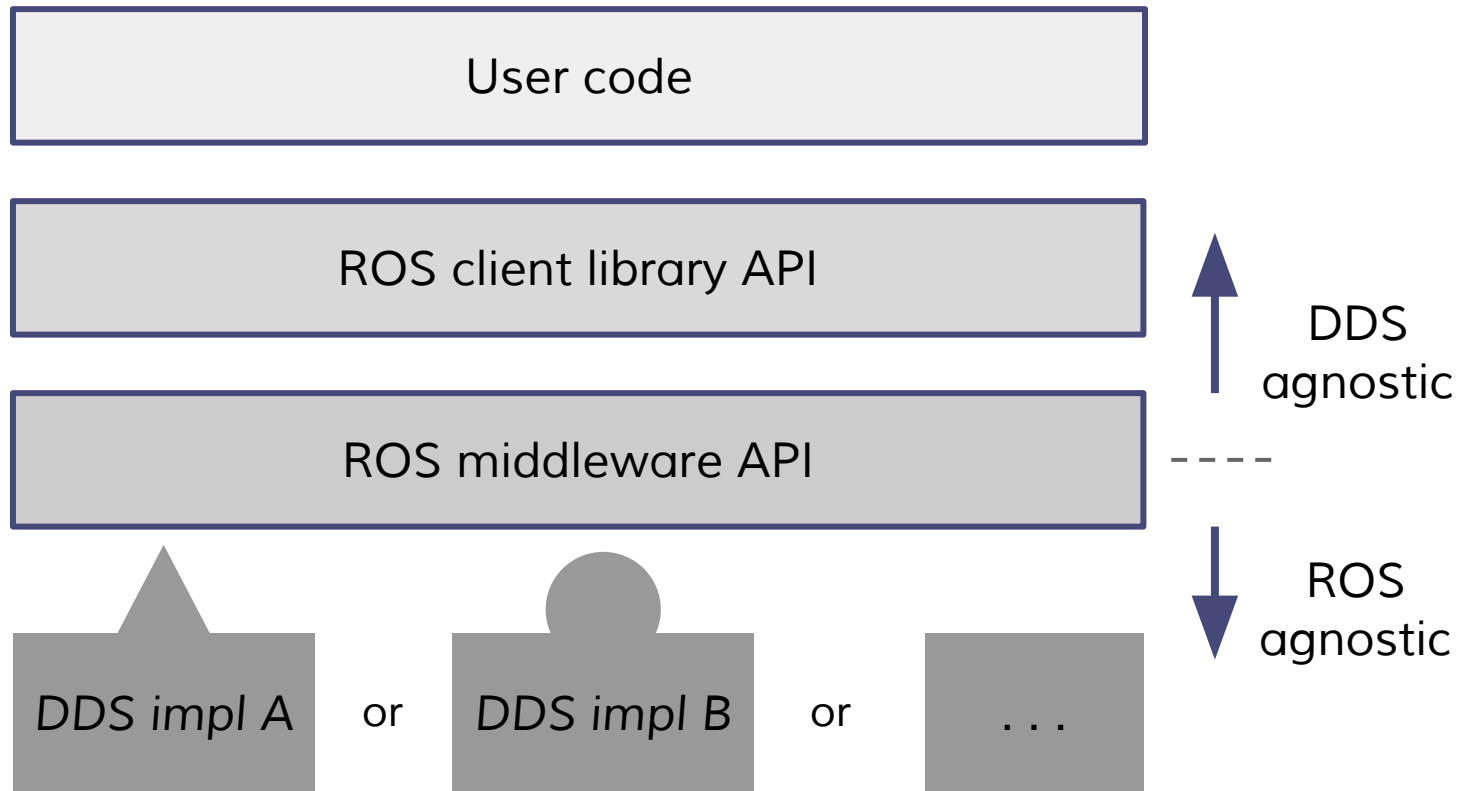 User code
ROS client library API
DDS
agnostic
ROS middleware API
ROS
agnostic
DDS impl A or DDS impl B or . . .